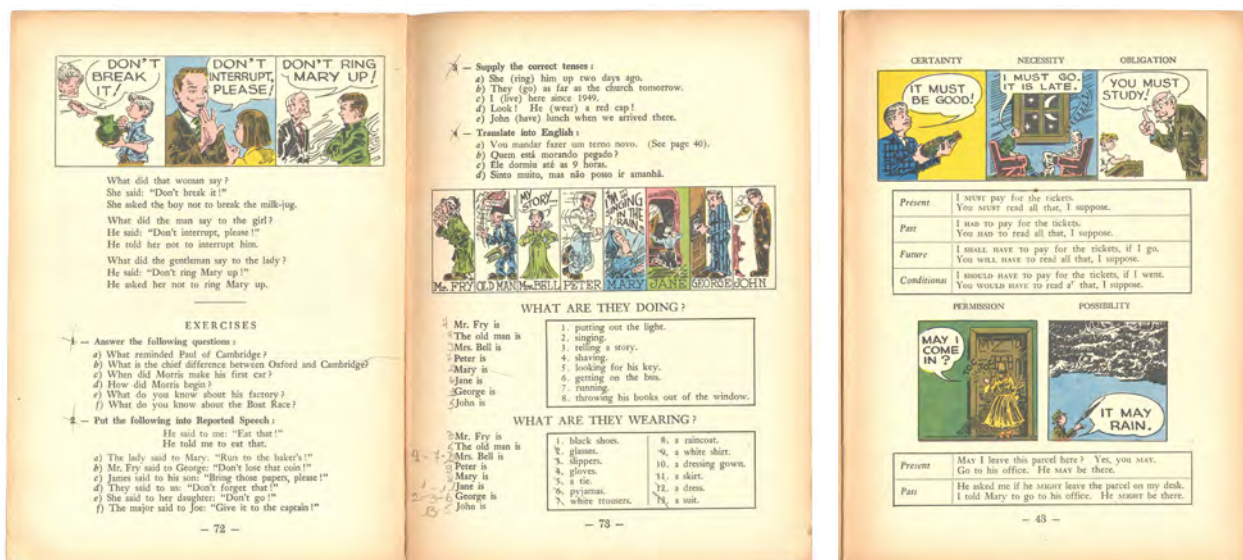 DON'T BREAK IT!
DON'T INTERRUPT, PLEASE!
DON'T RING MARY UP!
What did that woman say?
She said: "Don't break it!"
She asked the boy not to break the milk-jug.
What did the man say to the girl?
He said: "Don't interrupt, please!"
He told her not to interrupt him.
What did the gentleman say to the lady?
He said: "Don't ring Mary up!"
He asked her not to ring Mary up.
EXERCISES
1 — Answer the following questions:
a) What reminded Paul of Cambridge?
b) What is the chief difference between Oxford and Cambridge?
c) When did Morris make his first car?
d) How did Morris begin?
e) What do you know about his factory?
f) What do you know about the Boat Race?
2 — Put the following into Reported Speech:
He said to me: "Eat that!"
He told me to eat that.
a) The lady said to Mary: "Run to the baker's!"
b) Mr. Fry said to George: "Don't lose that coin!"
c) James said to his son: "Bring those papers, please!"
d) They said to us: "Don't forget that!"
e) She said to her daughter: "Don't go!"
f) The major said to Joe: "Give it to the captain!"
— 72 —
3 — Supply the correct tenses:
a) She (ring) him up two days ago.
b) They (go) as far as the church tomorrow.
c) I (live) here since 1949.
d) Look! He (wear) a red cap!
e) John (have) lunch when we arrived there.
4 — Translate into English:
a) Vou mandar fazer um terno novo. (See page 40).
b) Quem está morando pegado?
c) Êle dormiu até as 9 horas.
d) Sinto muito, mas não posso ir amanhã.
MY STORY...
I'M SINGING IN THE RAIN
MR. FRY OLD MAN MRS. BELL PETER MARY JANE GEORGE JOHN
WHAT ARE THEY DOING?
Mr. Fry is
The old man is
Mrs. Bell is
Peter is
Mary is
Jane is
George is
John is
1. putting out the light.
2. singing.
3. telling a story.
4. shaving.
5. looking for his key.
6. getting on the bus.
7. running.
8. throwing his books out of the window.
WHAT ARE THEY WEARING?
Mr. Fry is
The old man is
4-7- Mrs. Bell is
Peter is
Mary is
Jane is
2-3-6 George is
13 John is
1. black shoes.
2. glasses.
3. slippers.
4. gloves.
5. a tie.
6. pyjamas.
7. white trousers.
8. a raincoat.
9. a white shirt.
10. a dressing gown.
11. a skirt.
12. a dress.
13. a suit.
— 73 —
CERTAINTY NECESSITY OBLIGATION
IT MUST BE GOOD!
I MUST GO. IT IS LATE.
YOU MUST STUDY!
Present I MUST pay for the tickets.
You MUST read all that, I suppose.
Past I HAD TO pay for the tickets.
You HAD TO read all that, I suppose.
Future I SHALL HAVE TO pay for the tickets, if I go.
You WILL HAVE TO read all that, I suppose.
Conditional I SHOULD HAVE TO pay for the tickets, if I went.
You WOULD HAVE TO read a' that, I suppose.
PERMISSION POSSIBILITY
MAY I COME IN?
IT MAY RAIN.
Present MAY I leave this parcel here? Yes, you MAY.
Go to his office. He MAY be there.
Past He asked me if he MIGHT leave the parcel on my desk.
I told Mary to go to his office. He MIGHT be there.
— 43 —